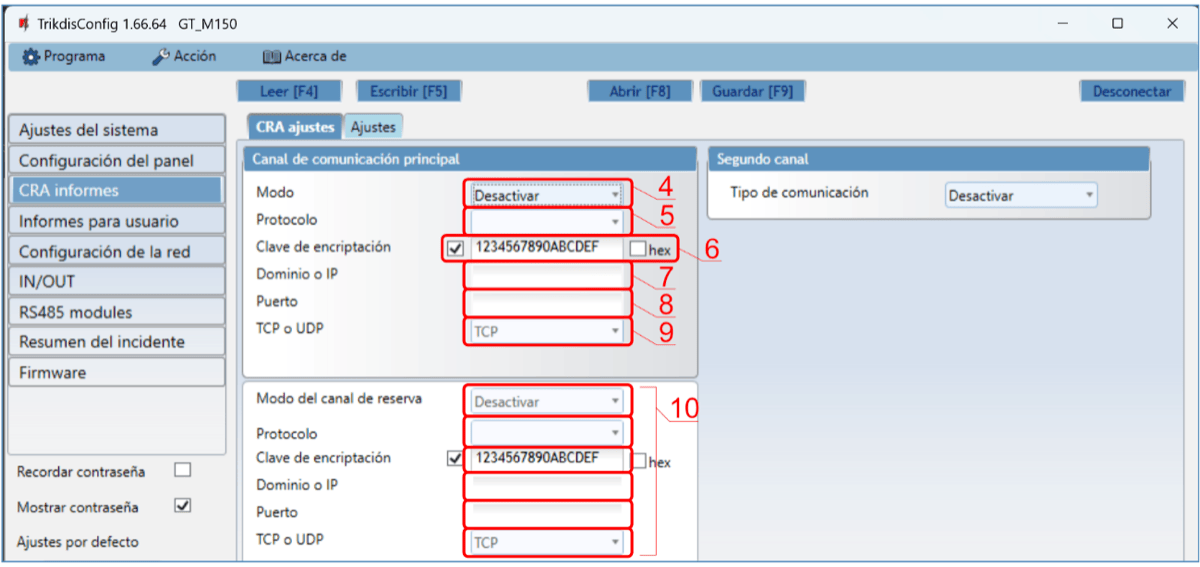 TrikdisConfig 1.66.64 GT_M150
Programa Acción Acerca de
Leer [F4] Escribir [F5] Abrir [F8] Guardar [F9] Desconectar
Ajustes del sistema
Configuración del panel
CRA informes
Informes para usuario
Configuración de la red
IN/OUT
RS485 modules
Resumen del incidente
Firmware
Recordar contraseña
Mostrar contraseña
Ajustes por defecto
CRA ajustes Ajustes
Canal de comunicación principal
Modo Desactivar 4
Protocolo 5
Clave de encriptación 1234567890ABCDEF hex 6
Dominio o IP 7
Puerto 8
TCP o UDP TCP 9
Modo del canal de reserva Desactivar 10
Protocolo
Clave de encriptación 1234567890ABCDEF hex
Dominio o IP
Puerto
TCP o UDP TCP
Segundo canal
Tipo de comunicación Desactivar